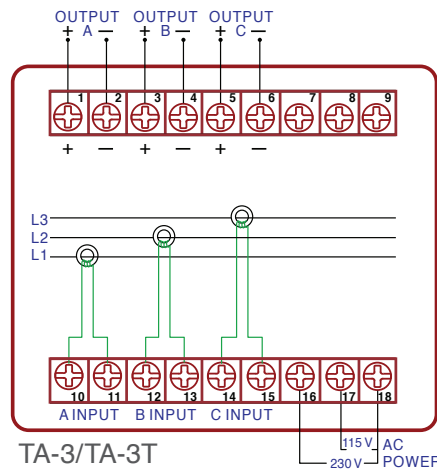 OUTPUT OUTPUT OUTPUT
+ A − + B − + C −
1 2 3 4 5 6 7 8 9
+ − + − + −
L3
L2
L1
10 11 12 13 14 15 16 17 18
A INPUT B INPUT C INPUT
115 V AC
230 V POWER
TA-3/TA-3T